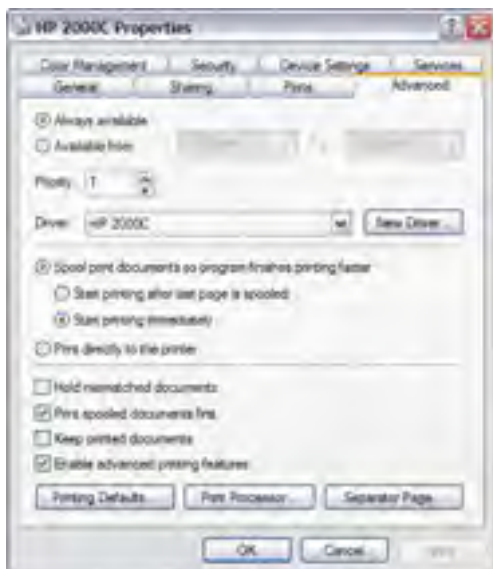 HP 2000C Properties
Color Management Security Device Settings Services
General Sharing Ports Advanced
Always available
Available from
Priority: 1
Driver: HP 2000C New Driver...
Spool print documents so program finishes printing faster
Start printing after last page is spooled
Start printing immediately
Print directly to the printer
Hold mismatched documents
Print spooled documents first
Keep printed documents
Enable advanced printing features
Printing Defaults... Print Processor... Separator Page...
OK Cancel